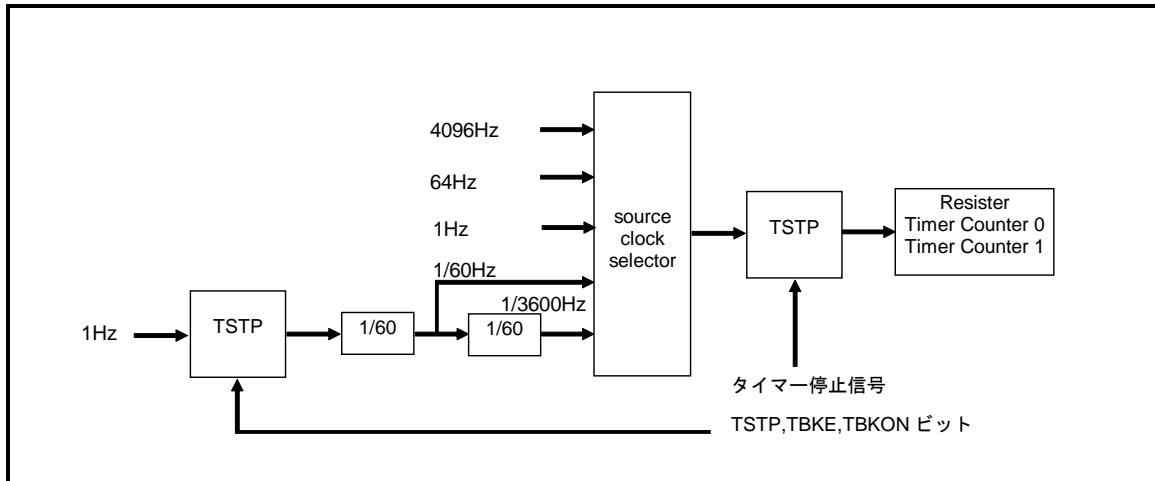 4096Hz
64Hz
1Hz
1/60Hz
1/3600Hz
source
clock
selector
TSTP
Resister
Timer Counter 0
Timer Counter 1
1Hz
TSTP
1/60
1/60
タイマー停止信号
TSTP,TBKE,TBKON ビット